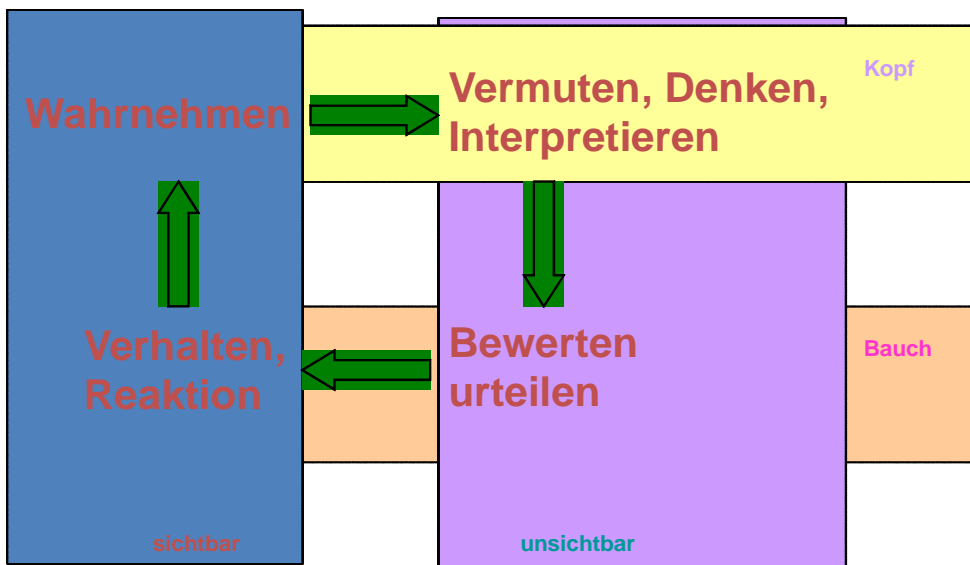 Wahrnehmen
Vermuten, Denken,
Interpretieren
Kopf
Verhalten,
Reaktion
Bewerten
urteilen
Bauch
sichtbar
unsichtbar